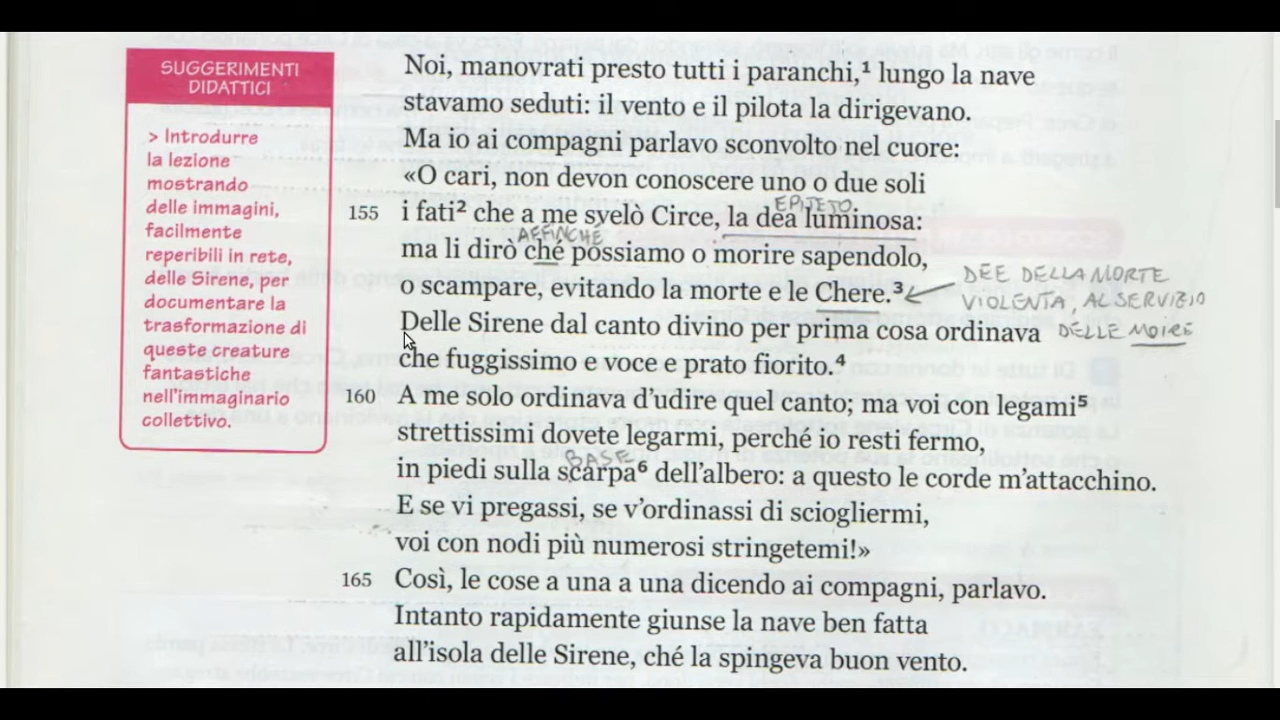 SUGGERIMENTI
DIDATTICI
> Introdurre
la lezione
mostrando
delle immagini,
facilmente
reperibili in rete,
delle Sirene, per
documentare la
trasformazione di
queste creature
fantastiche
nell'immaginario
collettivo.
Noi, manovrati presto tutti i paranchi,¹ lungo la nave
stavamo seduti: il vento e il pilota la dirigevano.
Ma io ai compagni parlavo sconvolto nel cuore:
«O cari, non devon conoscere uno o due soli
EPITETO
155 i fati² che a me svelò Circe, la dea luminosa:
AFFINCHÉ
ma li dirò ché possiamo o morire sapendolo,
o scampare, evitando la morte e le Chere.³
DEE DELLA MORTE
VIOLENTA, AL SERVIZIO
DELLE MOIRE
Delle Sirene dal canto divino per prima cosa ordinava
che fuggissimo e voce e prato fiorito.⁴
160 A me solo ordinava d'udire quel canto; ma voi con legami⁵
strettissimi dovete legarmi, perché io resti fermo,
BASE
in piedi sulla scarpa⁶ dell'albero: a questo le corde m'attacchino.
E se vi pregassi, se v'ordinassi di sciogliermi,
voi con nodi più numerosi stringetemi!»
165 Così, le cose a una a una dicendo ai compagni, parlavo.
Intanto rapidamente giunse la nave ben fatta
all'isola delle Sirene, ché la spingeva buon vento.